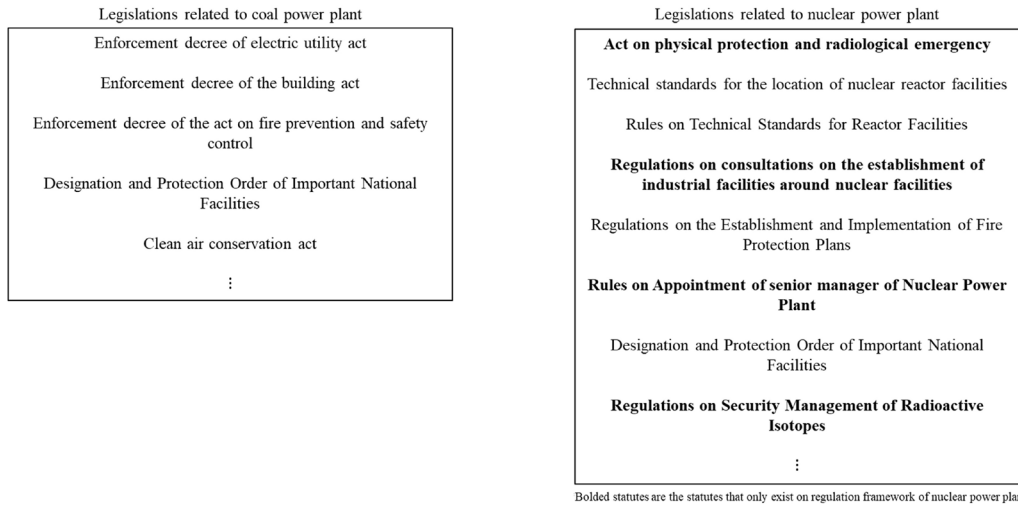 Legislations related to coal power plant
Enforcement decree of electric utility act
Enforcement decree of the building act
Enforcement decree of the act on fire prevention and safety
control
Designation and Protection Order of Important National
Facilities
Clean air conservation act
⋮
Legislations related to nuclear power plant
Act on physical protection and radiological emergency
Technical standards for the location of nuclear reactor facilities
Rules on Technical Standards for Reactor Facilities
Regulations on consultations on the establishment of
industrial facilities around nuclear facilities
Regulations on the Establishment and Implementation of Fire
Protection Plans
Rules on Appointment of senior manager of Nuclear Power
Plant
Designation and Protection Order of Important National
Facilities
Regulations on Security Management of Radioactive
Isotopes
⋮
Bolded statutes are the statutes that only exist on regulation framework of nuclear power